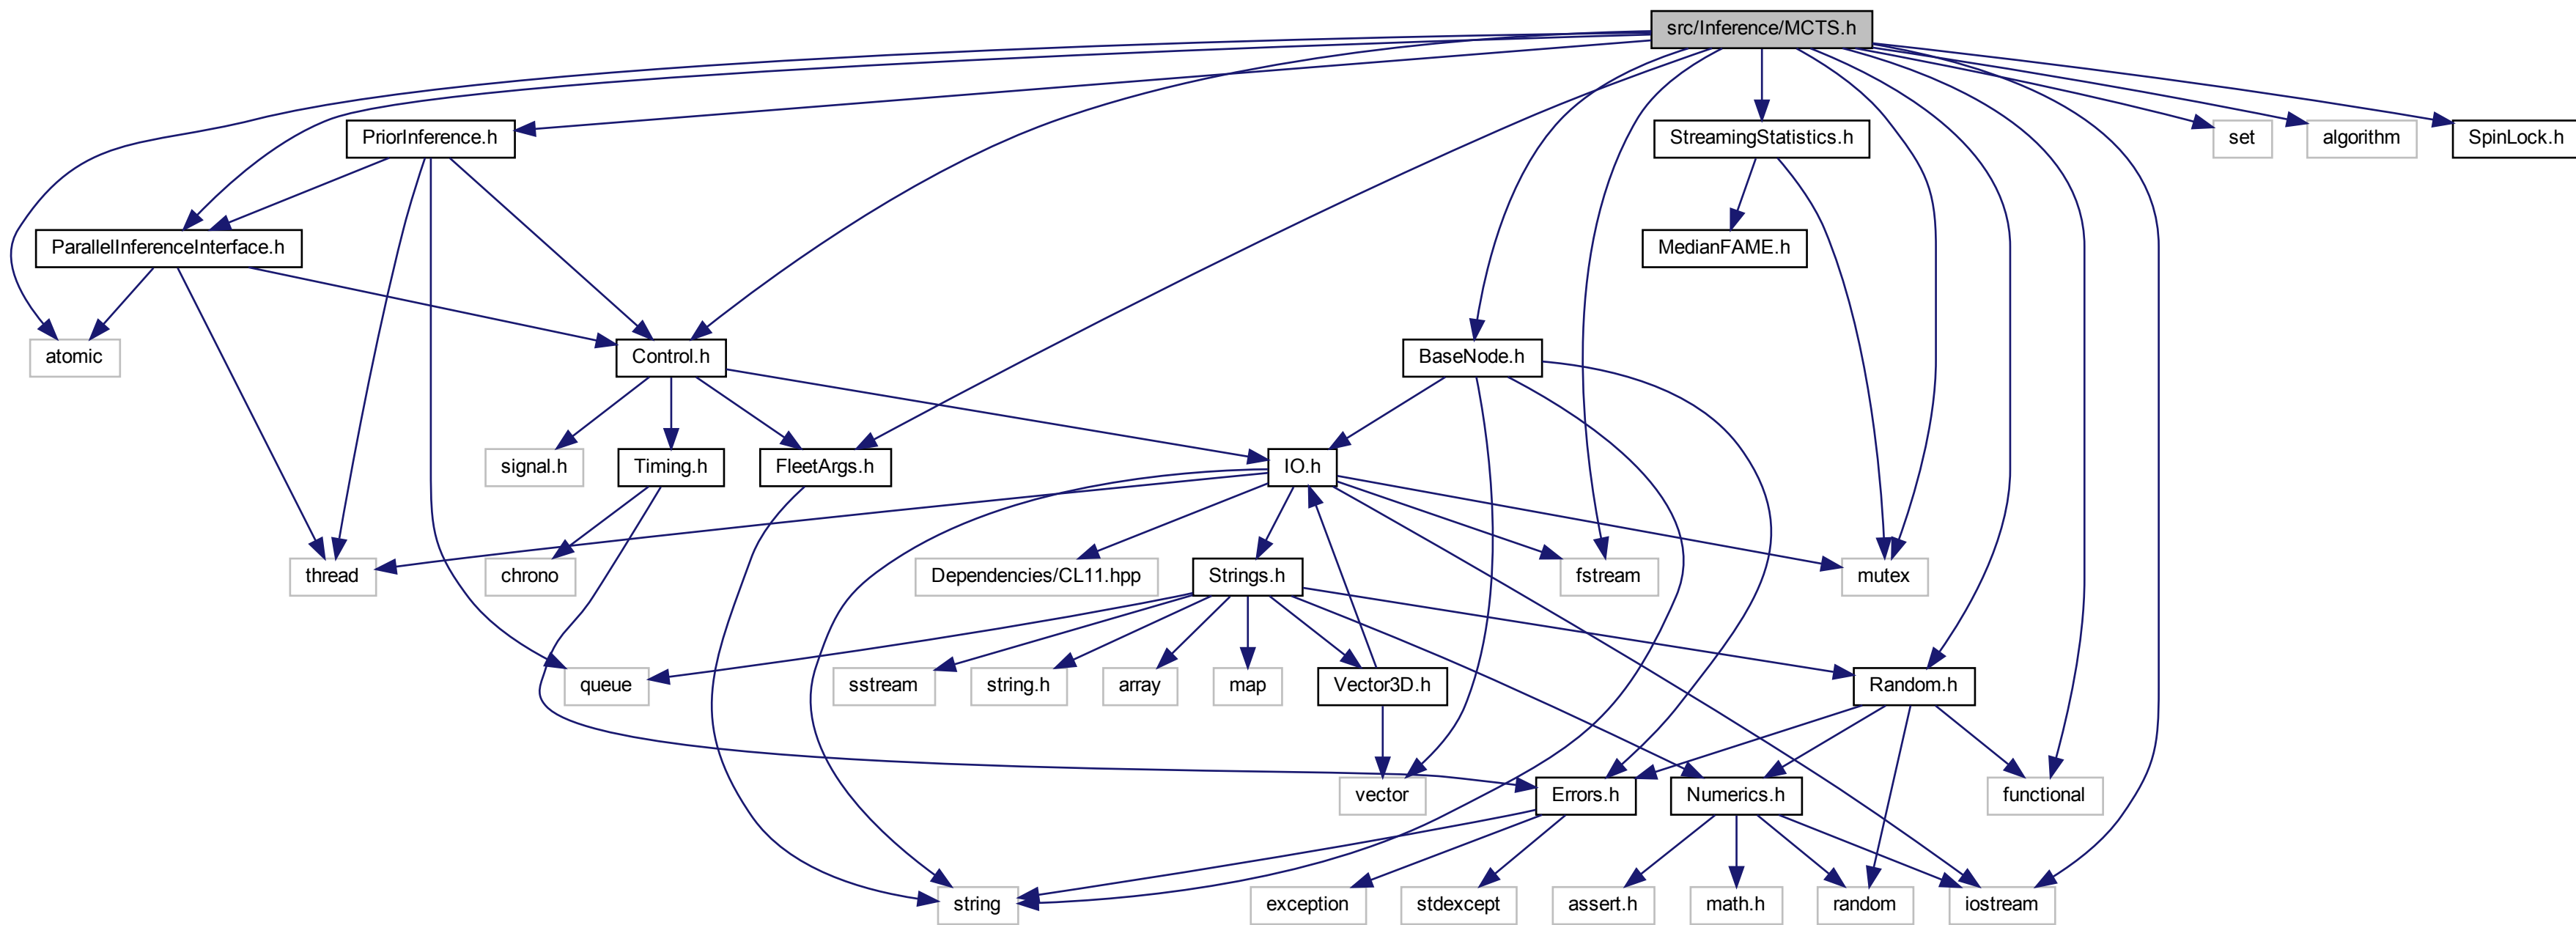 src/Inference/MCTS.h
PriorInference.h
StreamingStatistics.h
set
algorithm
SpinLock.h
ParallelInferenceInterface.h
MedianFAME.h
atomic
Control.h
BaseNode.h
signal.h
Timing.h
FleetArgs.h
IO.h
thread
chrono
Dependencies/CL11.hpp
Strings.h
fstream
mutex
queue
sstream
string.h
array
map
Vector3D.h
Random.h
vector
Errors.h
Numerics.h
functional
string
exception
stdexcept
assert.h
math.h
random
iostream